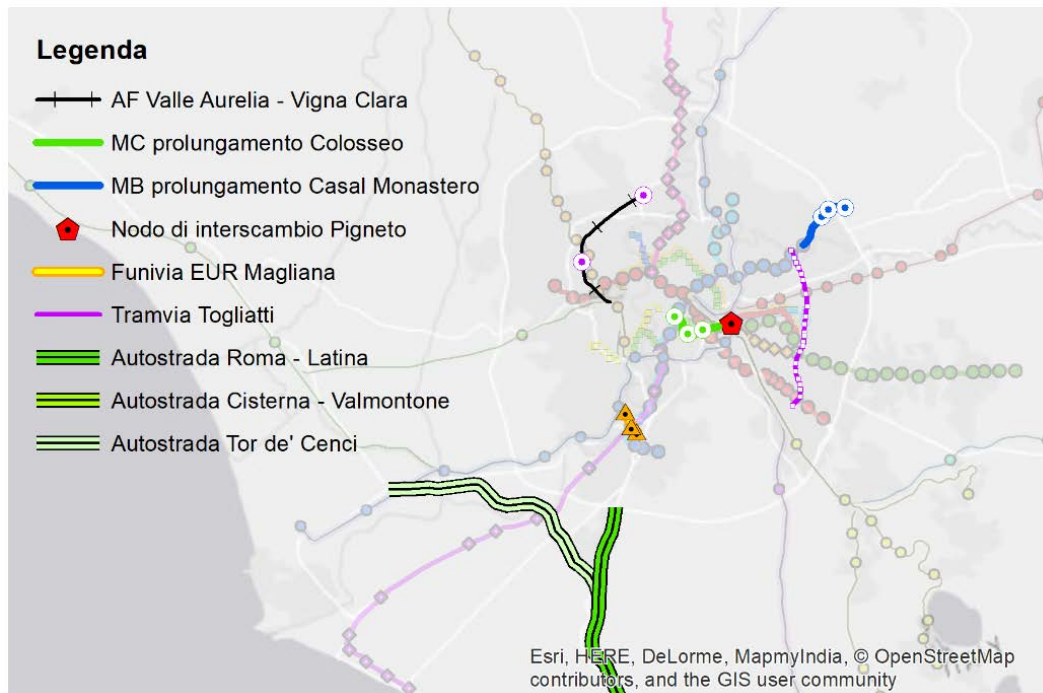 Legenda
AF Valle Aurelia - Vigna Clara
MC prolungamento Colosseo
MB prolungamento Casal Monastero
Nodo di interscambio Pigneto
Funivia EUR Magliana
Tramvia Togliatti
Autostrada Roma - Latina
Autostrada Cisterna - Valmontone
Autostrada Tor de' Cenci
Esri, HERE, DeLorme, MapmyIndia, © OpenStreetMap
contributors, and the GIS user community